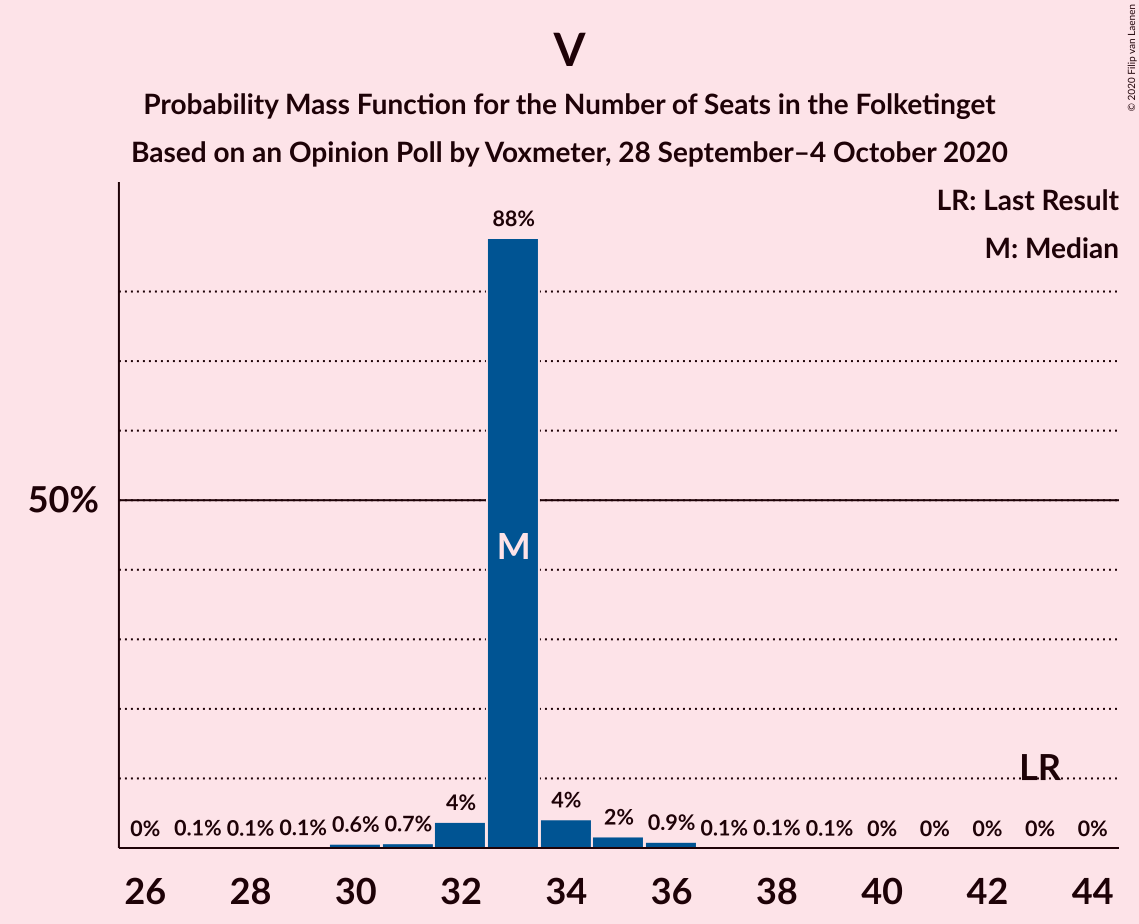 V
Probability Mass Function for the Number of Seats in the Folketinget
Based on an Opinion Poll by Voxmeter, 28 September–4 October 2020
© 2020 Filip van Laenen
LR: Last Result
M: Median
88%
50%
M
LR
0% 0.1% 0.1% 0.1% 0.6% 0.7% 4% 4% 2% 0.9% 0.1% 0.1% 0.1% 0% 0% 0% 0% 0%
26 28 30 32 34 36 38 40 42 44